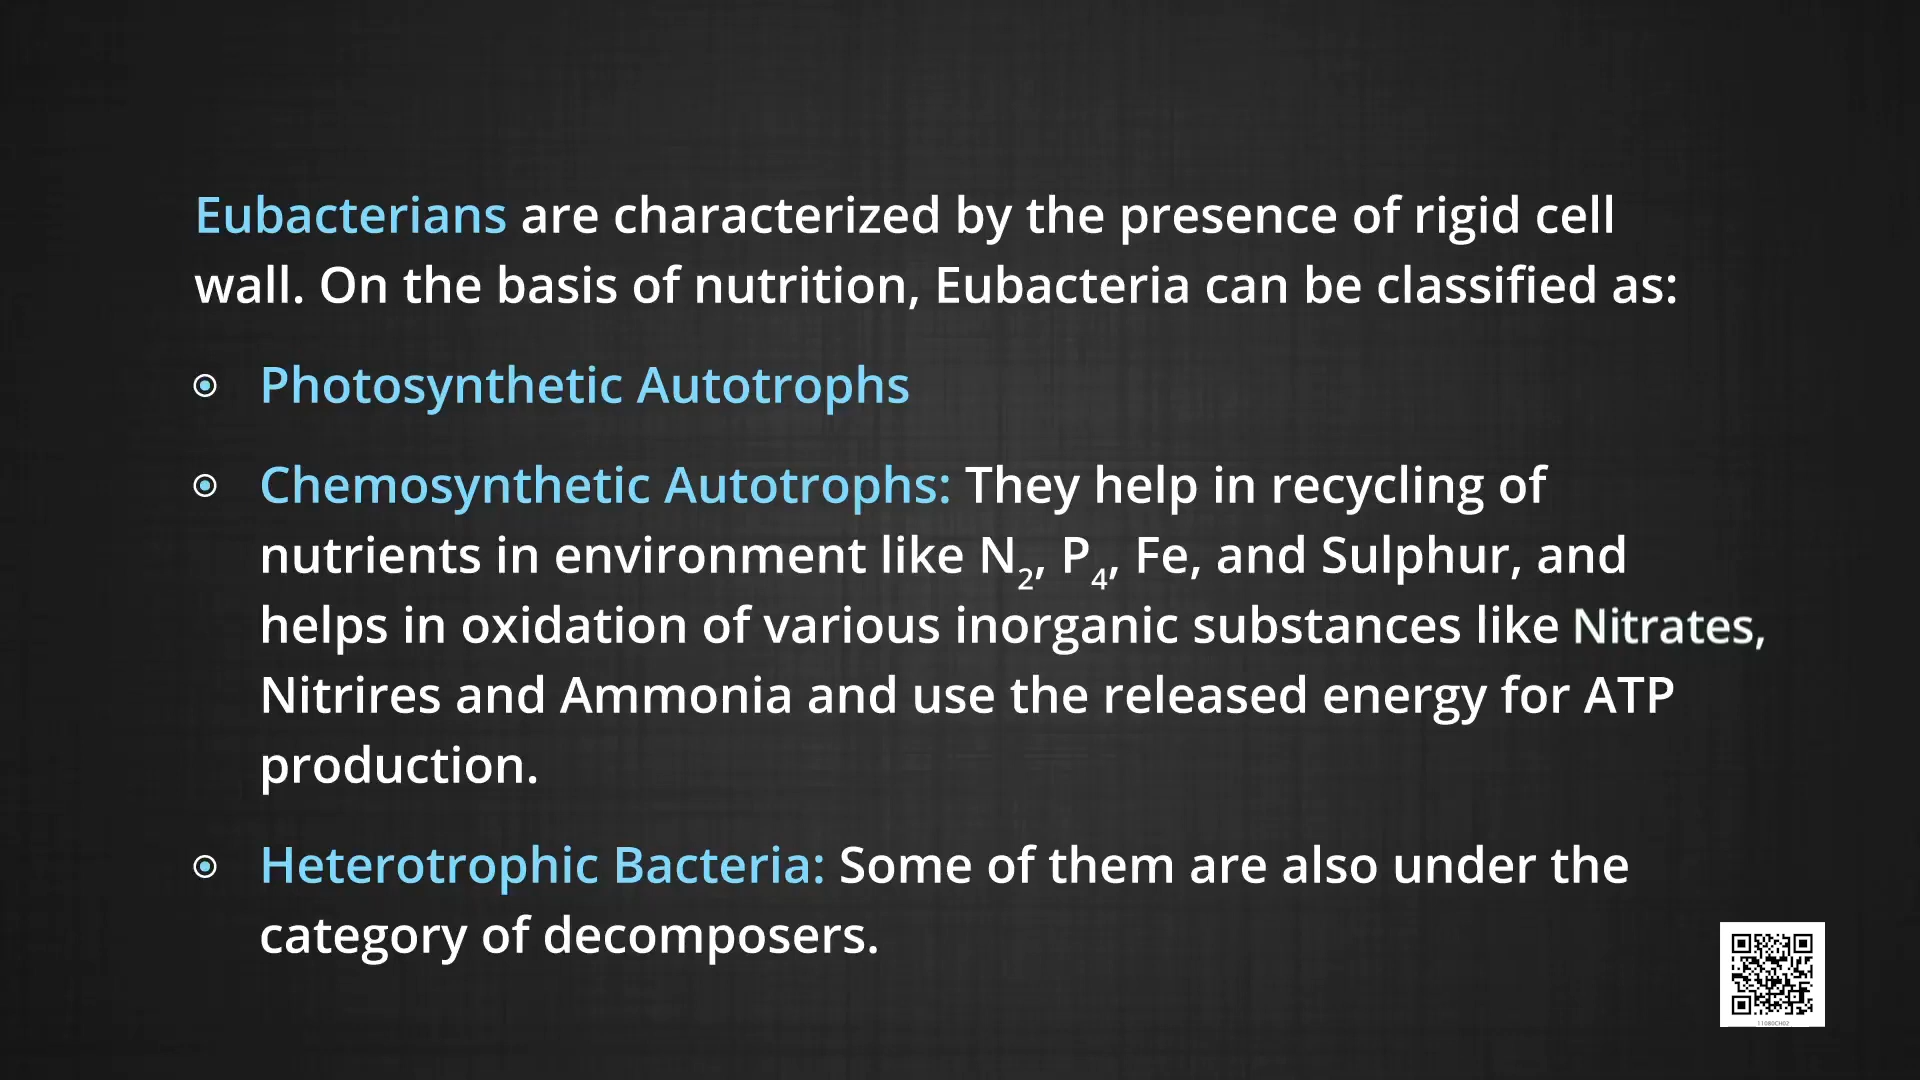 Eubacterians are characterized by the presence of rigid cell
wall. On the basis of nutrition, Eubacteria can be classified as:
Photosynthetic Autotrophs
Chemosynthetic Autotrophs: They help in recycling of
nutrients in environment like N₂, P₄, Fe, and Sulphur, and
helps in oxidation of various inorganic substances like Nitrates,
Nitrires and Ammonia and use the released energy for ATP
production.
Heterotrophic Bacteria: Some of them are also under the
category of decomposers.
11080CH02